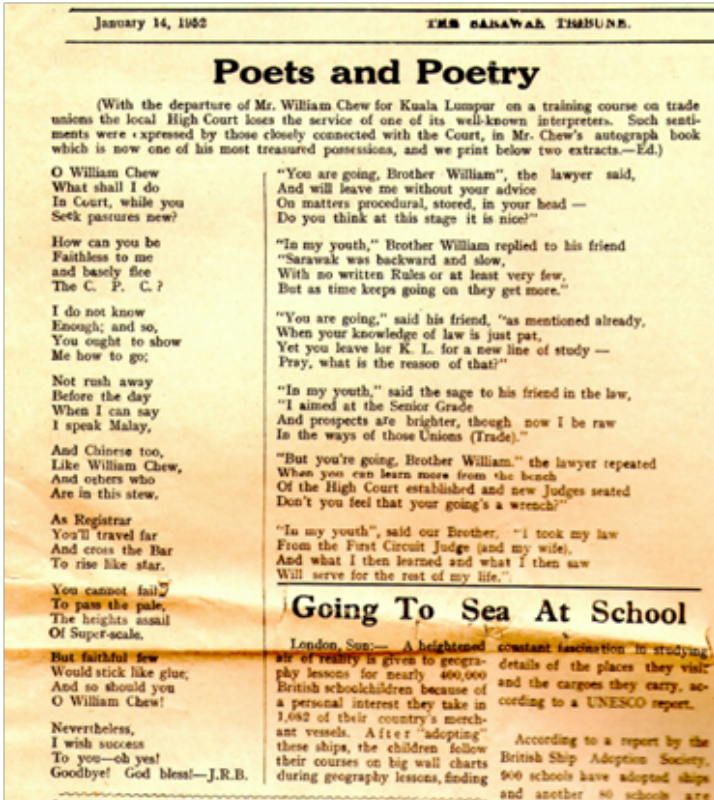 January 14, 1952
THE SARAWAK TRIBUNE.
Poets and Poetry
(With the departure of Mr. William Chew for Kuala Lumpur on a training course on trade
unions the local High Court loses the service of one of its well-known interpreters. Such senti-
ments were expressed by those closely connected with the Court, in Mr. Chew's autograph book
which is now one of his most treasured possessions, and we print below two extracts.—Ed.)
O William Chew
What shall I do
In Court, while you
Seek pastures new?
How can you be
Faithless to me
and basely flee
The C. P. C.?
I do not know
Enough; and so,
You ought to show
Me how to go;
Not rush away
Before the day
When I can say
I speak Malay,
And Chinese too,
Like William Chew,
And others who
Are in this stew.
As Registrar
You'll travel far
And cross the Bar
To rise like star.
You cannot fail,
To pass the pale,
The heights assail
Of Super-scale.
But faithful few
Would stick like glue;
And so should you
O William Chew!
Nevertheless,
I wish success
To you—oh yes!
Goodbye! God bless!—J.R.B.
"You are going, Brother William", the lawyer said,
And will leave me without your advice
On matters procedural, stored, in your head —
Do you think at this stage it is nice?"
"In my youth," Brother William replied to his friend
"Sarawak was backward and slow,
With no written Rules or at least very few,
But as time keeps going on they get more."
"You are going," said his friend, "as mentioned already,
When your knowledge of law is just pat,
Yet you leave for K. L. for a new line of study —
Pray, what is the reason of that?"
"In my youth," said the sage to his friend in the law,
"I aimed at the Senior Grade
And prospects are brighter, though now I be raw
In the ways of those Unions (Trade)."
"But you're going, Brother William." the lawyer repeated
When you can learn more from the bench
Of the High Court established and new Judges seated
Don't you feel that your going's a wrench?"
"In my youth", said our Brother, "I took my law
From the First Circuit Judge (and my wife),
And what I then learned and what I then saw
Will serve for the rest of my life."
Going To Sea At School
London, Sun:— A heightened
air of reality is given to geogra-
phy lessons for nearly 400,000
British schoolchildren because of
a personal interest they take in
1,082 of their country's merch-
ant vessels. After "adopting"
these ships, the children follow
their courses on big wall charts
during geography lessons, finding
constant fascination in studying
details of the places they visit
and the cargoes they carry, ac-
cording to a UNESCO report.
According to a report by the
British Ship Adoption Society,
900 schools have adopted ships
and another 80 schools are